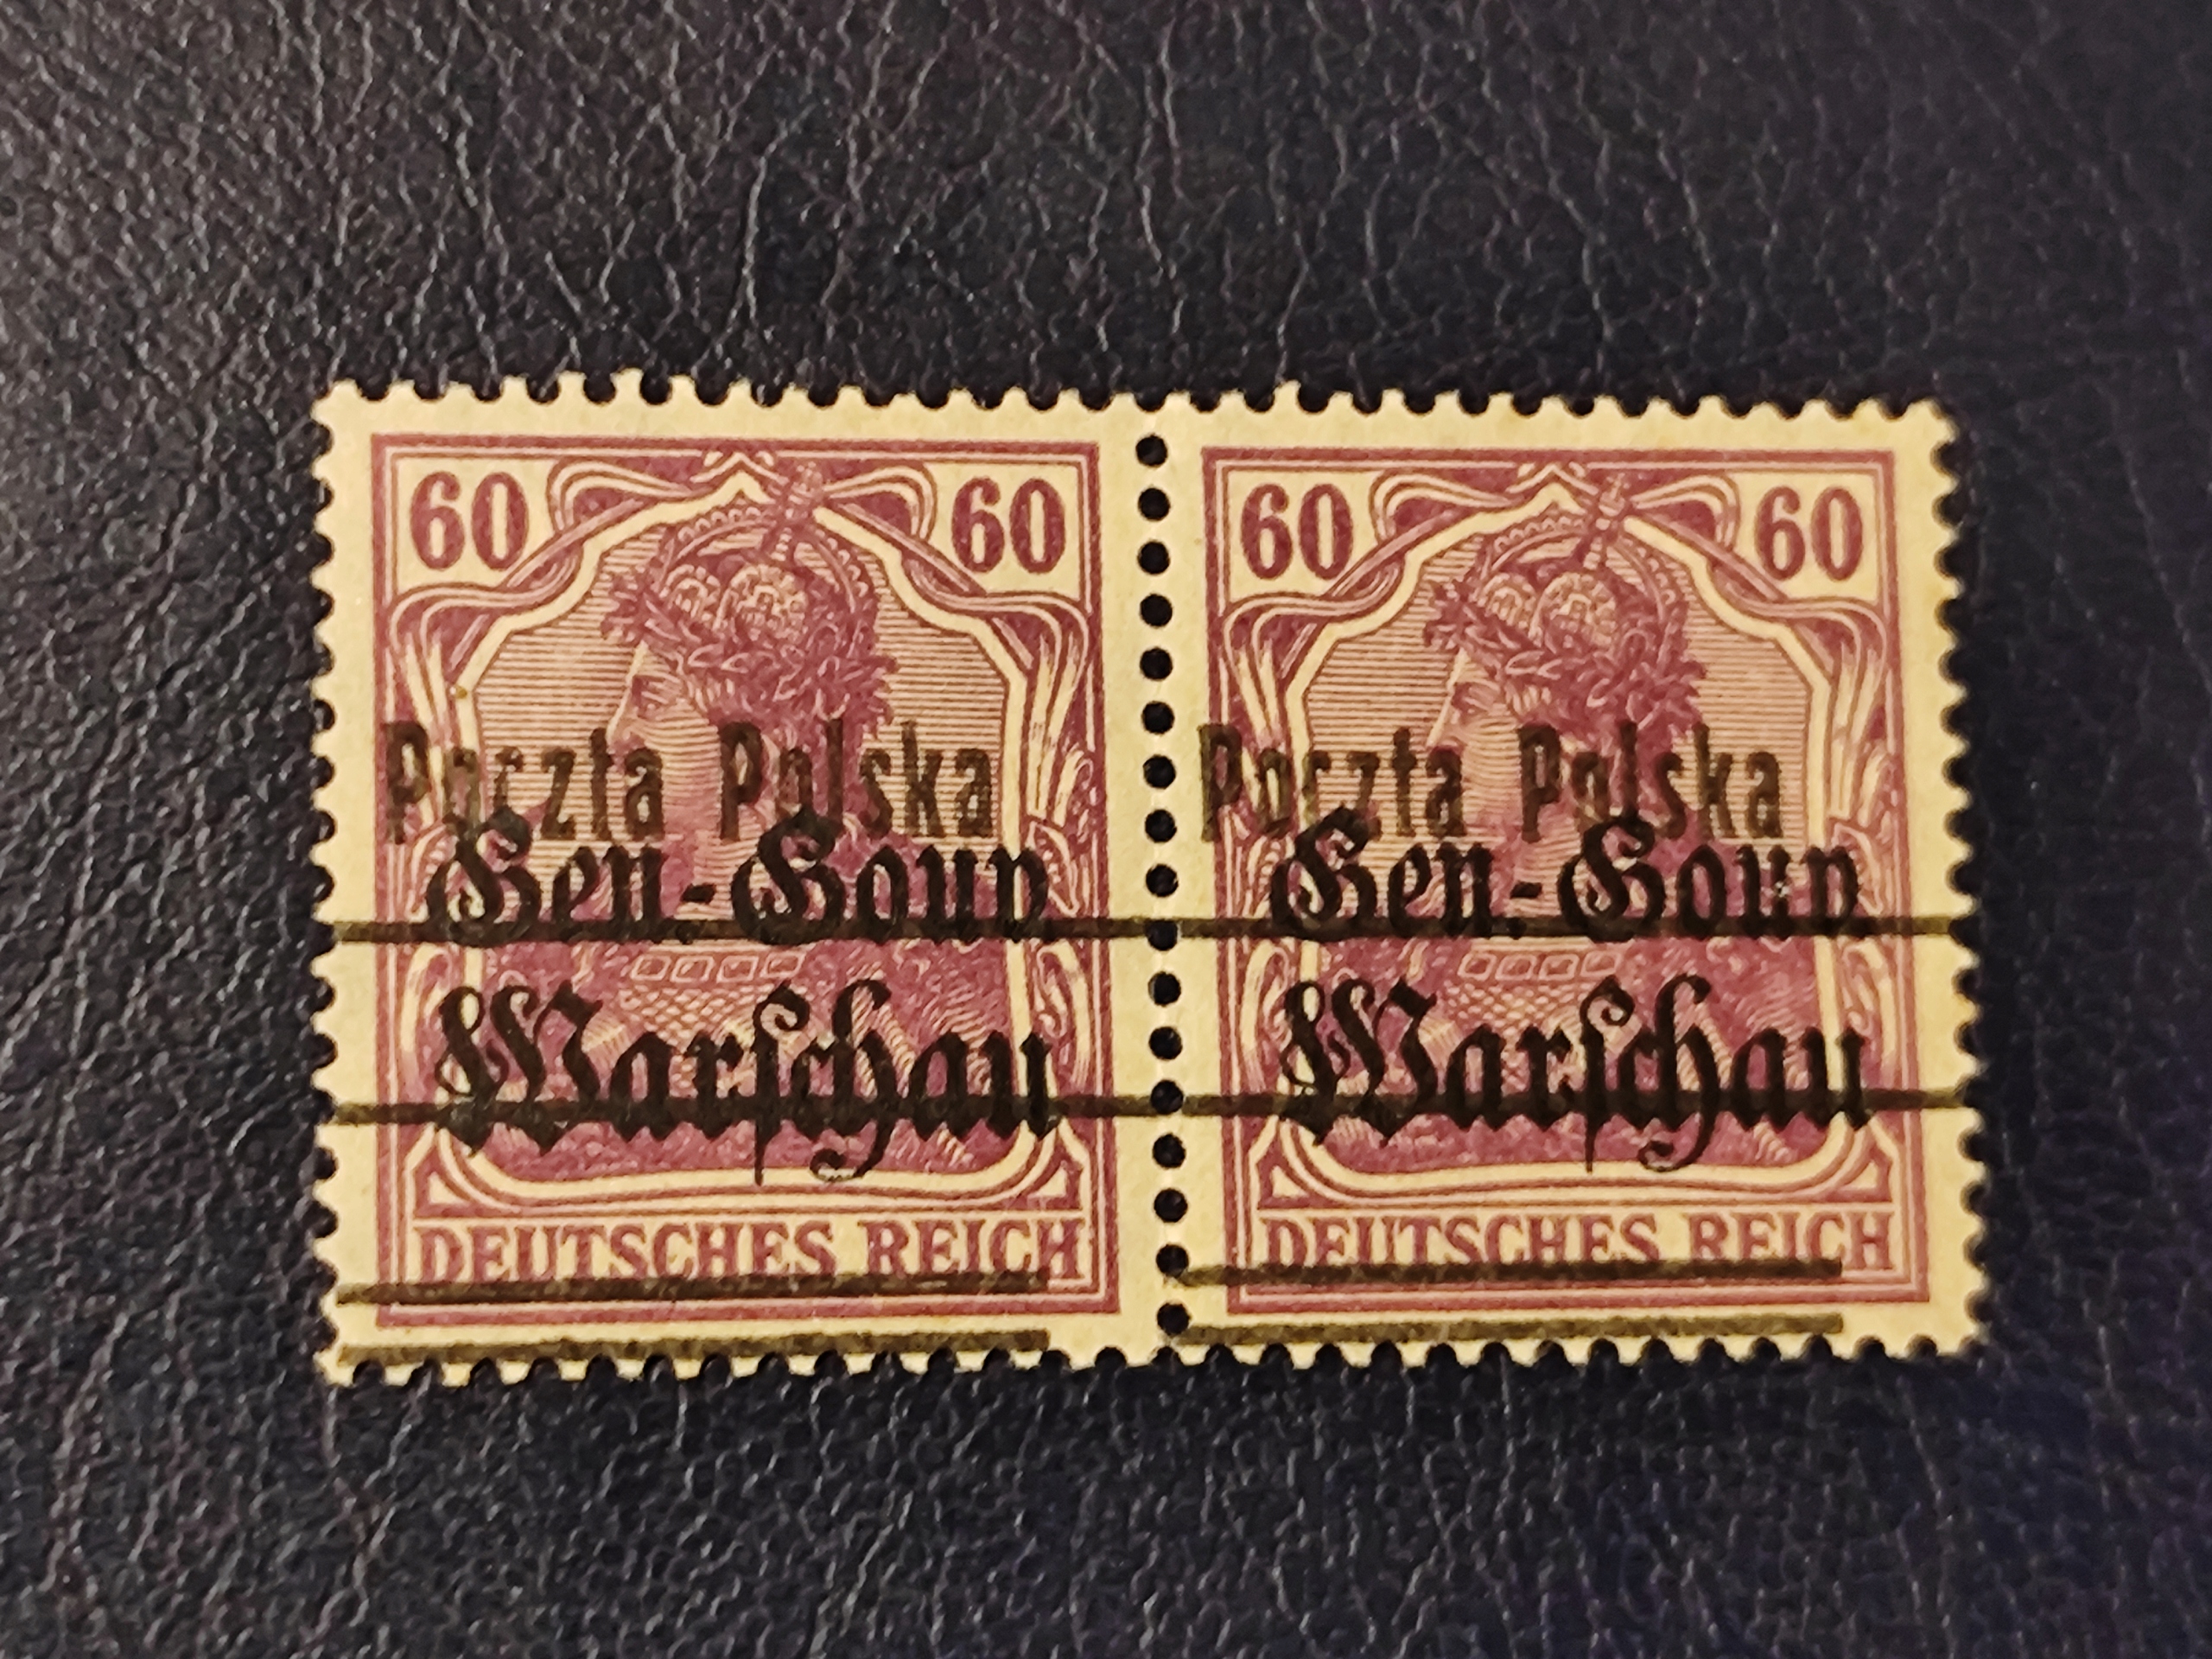 60 60 60 60
Poczta Polska Poczta Polska
Gen.-Gouv. Gen.-Gouv.
Warſchau Warſchau
DEUTSCHES REICH DEUTSCHES REICH